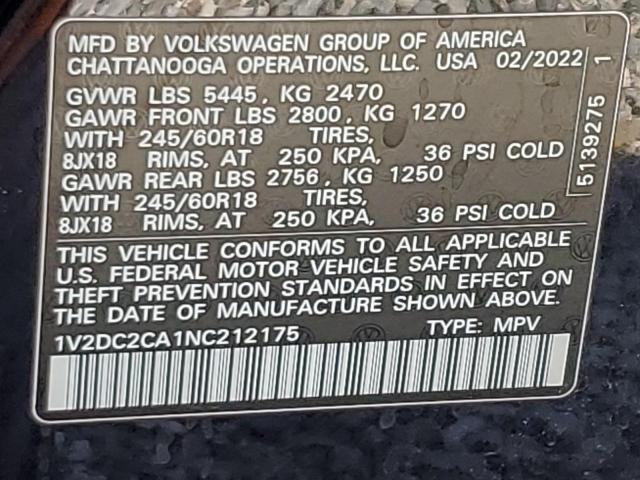 MFD BY VOLKSWAGEN GROUP OF AMERICA
CHATTANOOGA OPERATIONS, LLC. USA 02/2022
GVWR LBS 5445, KG 2470
GAWR FRONT LBS 2800, KG 1270
WITH 245/60R18 TIRES,
8JX18 RIMS, AT 250 KPA, 36 PSI COLD
GAWR REAR LBS 2756, KG 1250
WITH 245/60R18 TIRES,
8JX18 RIMS, AT 250 KPA, 36 PSI COLD
THIS VEHICLE CONFORMS TO ALL APPLICABLE
U.S. FEDERAL MOTOR VEHICLE SAFETY AND
THEFT PREVENTION STANDARDS IN EFFECT ON
THE DATE OF MANUFACTURE SHOWN ABOVE.
1V2DC2CA1NC212175 TYPE: MPV
5139275 1